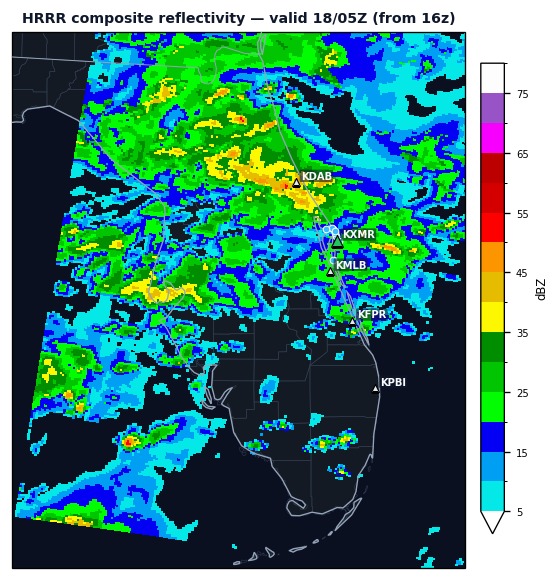 HRRR composite reflectivity — valid 18/05Z (from 16z)
KDAB
KXMR
KMLB
KFPR
KPBI
75
65
55
45
35
25
15
5
dBZ